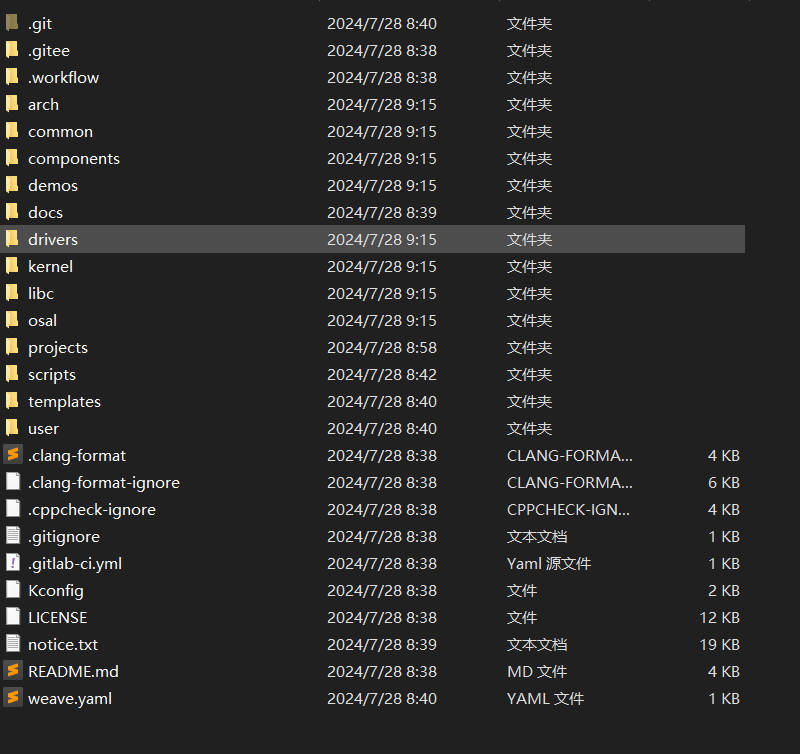 .git 2024/7/28 8:40 文件夹
.gitee 2024/7/28 8:38 文件夹
.workflow 2024/7/28 8:38 文件夹
arch 2024/7/28 9:15 文件夹
common 2024/7/28 9:15 文件夹
components 2024/7/28 9:15 文件夹
demos 2024/7/28 9:15 文件夹
docs 2024/7/28 8:39 文件夹
drivers 2024/7/28 9:15 文件夹
kernel 2024/7/28 9:15 文件夹
libc 2024/7/28 9:15 文件夹
osal 2024/7/28 9:15 文件夹
projects 2024/7/28 8:58 文件夹
scripts 2024/7/28 8:42 文件夹
templates 2024/7/28 8:40 文件夹
user 2024/7/28 8:40 文件夹
.clang-format 2024/7/28 8:38 CLANG-FORMA... 4 KB
.clang-format-ignore 2024/7/28 8:38 CLANG-FORMA... 6 KB
.cppcheck-ignore 2024/7/28 8:38 CPPCHECK-IGN... 4 KB
.gitignore 2024/7/28 8:38 文本文档 1 KB
.gitlab-ci.yml 2024/7/28 8:38 Yaml 源文件 1 KB
Kconfig 2024/7/28 8:38 文件 2 KB
LICENSE 2024/7/28 8:38 文件 12 KB
notice.txt 2024/7/28 8:39 文本文档 19 KB
README.md 2024/7/28 8:38 MD 文件 4 KB
weave.yaml 2024/7/28 8:40 YAML 文件 1 KB